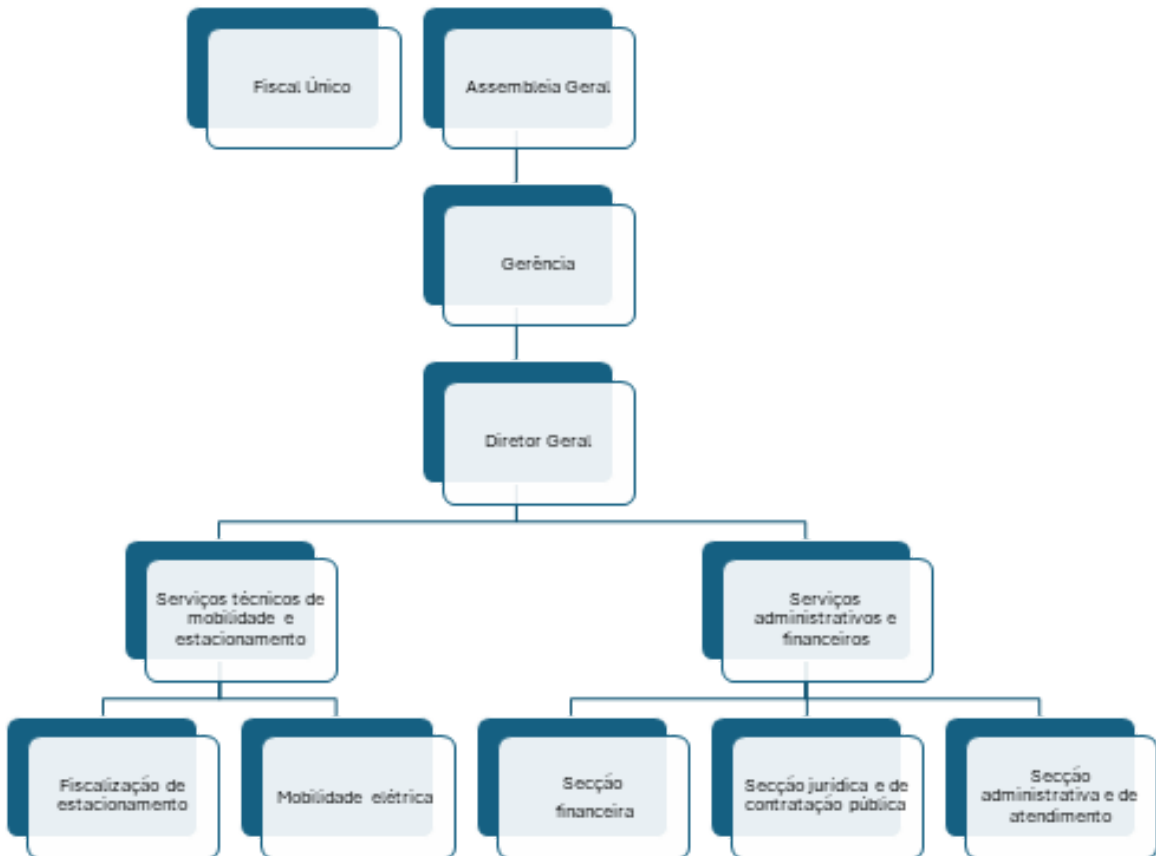 Fiscal Único
Assembleia Geral
Gerência
Diretor Geral
Serviços técnicos de
mobilidade e
estacionamento
Serviços
administrativos e
financeiros
Fiscalização de
estacionamento
Mobilidade elétrica
Secção
financeira
Secção jurídica e de
contratação pública
Secção
administrativa e de
atendimento